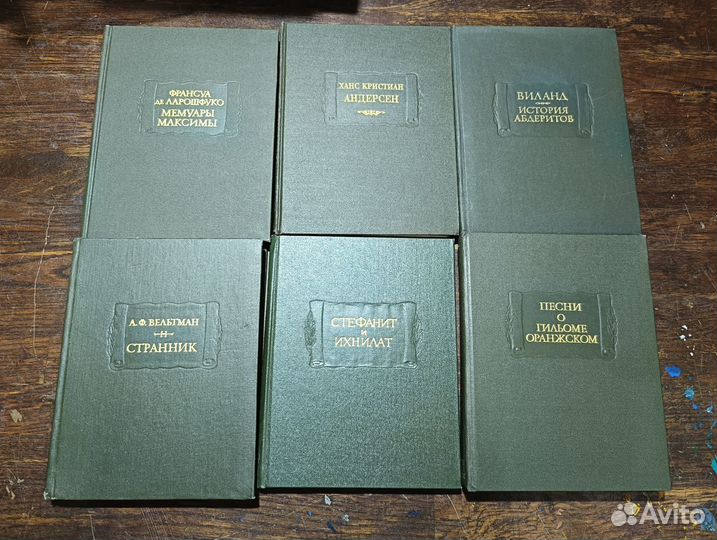 ФРАНСУА
ДЕ ЛАРОШФУКО
МЕМУАРЫ
МАКСИМЫ
ХАНС КРИСТИАН
АНДЕРСЕН
ВИЛАНД
ИСТОРИЯ
АБДЕРИТОВ
А.Ф. ВЕЛЬТМАН
СТРАННИК
СТЕФАНИТ
И
ИХНИЛАТ
ПЕСНИ
О
ГИЛЬОМЕ
ОРАНЖСКОМ
Avito